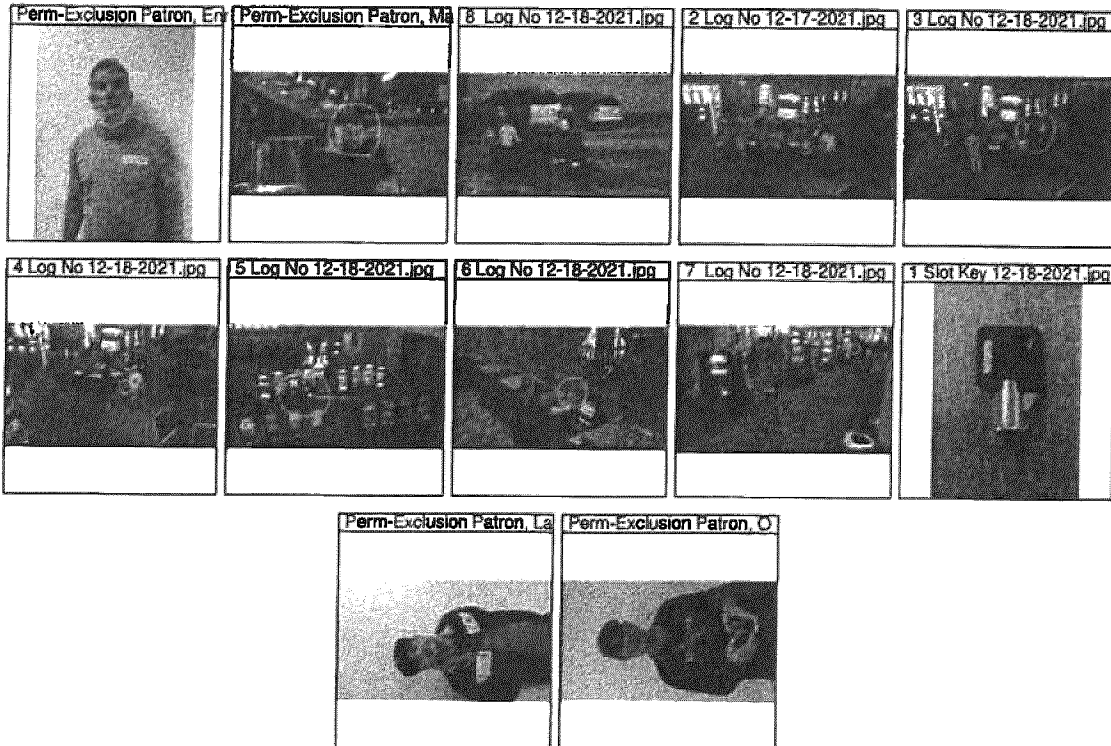 Perm-Exclusion Patron, Em
Perm-Exclusion Patron, Ma
8 Log No 12-18-2021.jpg
2 Log No 12-17-2021.jpg
3 Log No 12-18-2021.jpg
4 Log No 12-18-2021.jpg
5 Log No 12-18-2021.jpg
6 Log No 12-18-2021.jpg
7 Log No 12-18-2021.jpg
1 Slot Key 12-18-2021.jpg
Perm-Exclusion Patron, La
Perm-Exclusion Patron, O